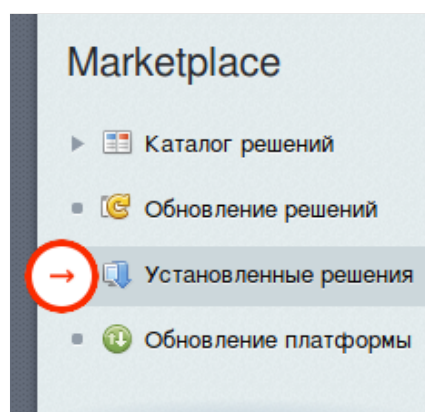 Marketplace
Каталог решений
Обновление решений
Установленные решения
Обновление платформы